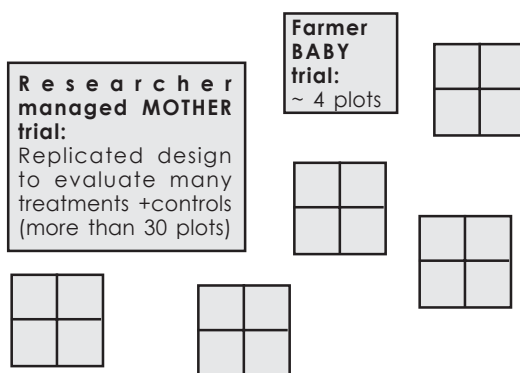 Researcher
managed MOTHER
trial:
Replicated design
to evaluate many
treatments +controls
(more than 30 plots)
Farmer
BABY
trial:
~ 4 plots